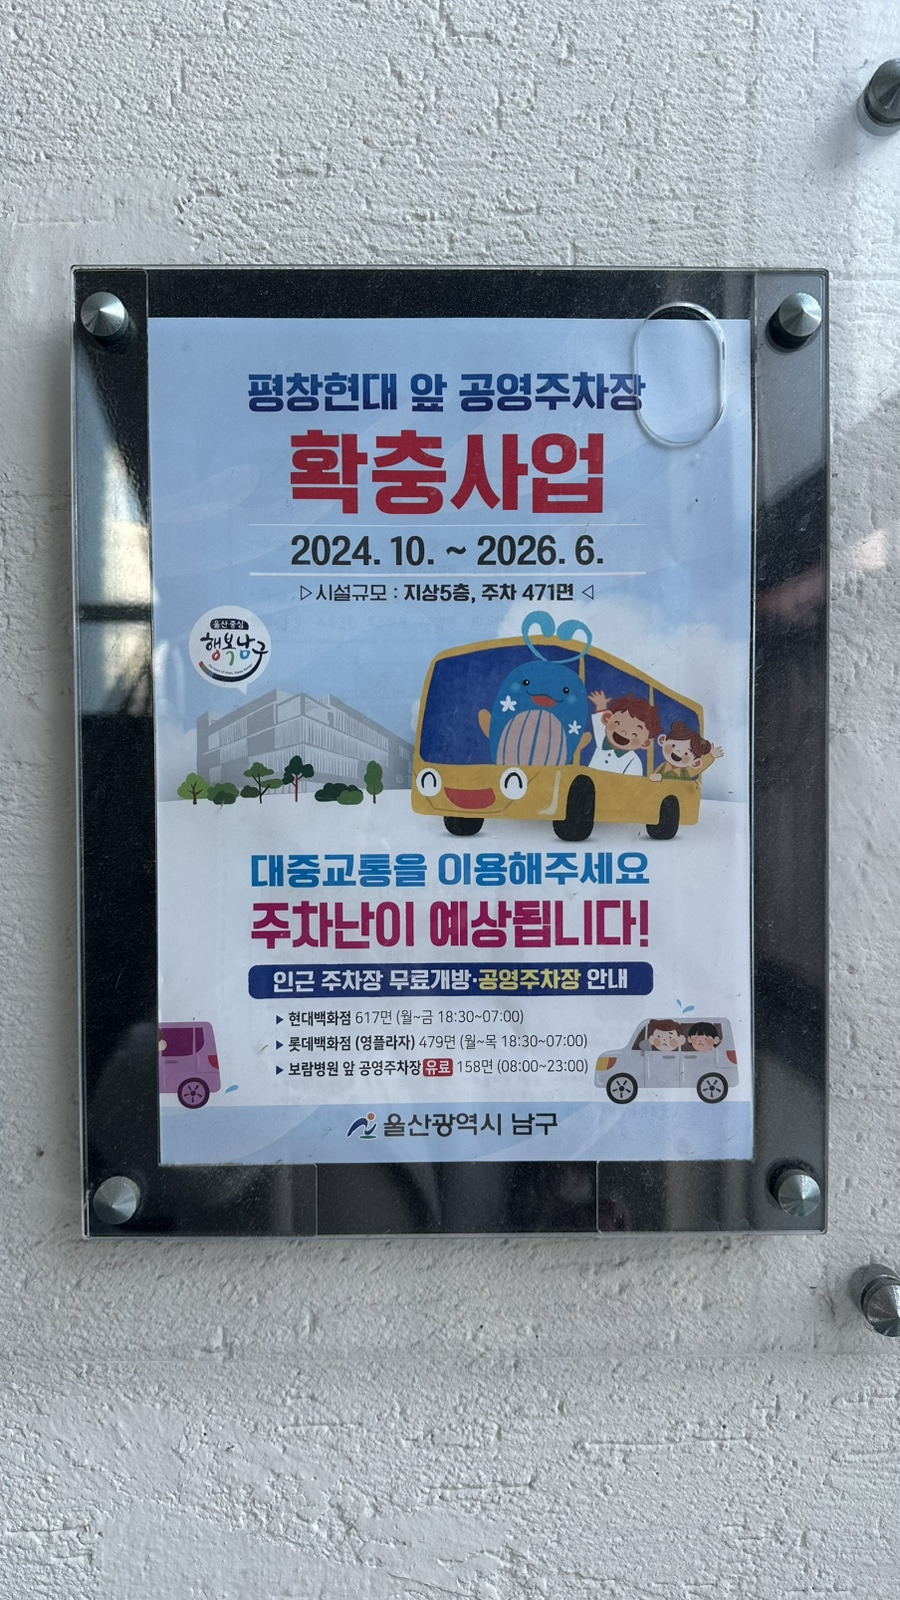 평창현대 앞 공영주차장
확충사업
2024. 10. ~ 2026. 6.
▷시설규모 : 지상5층, 주차 471면 ◁
울산 중심
행복남구
대중교통을 이용해주세요
주차난이 예상됩니다!
인근 주차장 무료개방·공영주차장 안내
▶ 현대백화점 617면 (월~금 18:30~07:00)
▶ 롯데백화점 (영플라자) 479면 (월~목 18:30~07:00)
▶ 보람병원 앞 공영주차장 유료 158면 (08:00~23:00)
울산광역시 남구